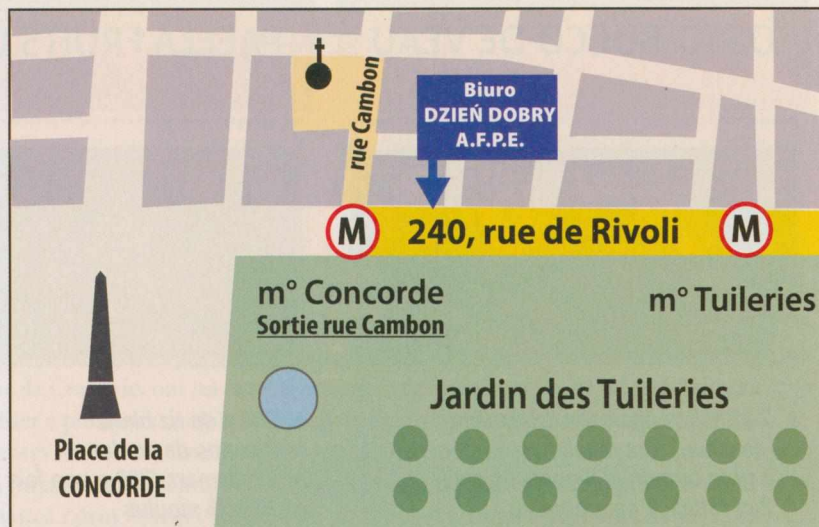 rue Cambon
Biuro
DZIEŃ DOBRY
A.F.P.E.
M
240, rue de Rivoli
M
m° Concorde
Sortie rue Cambon
m° Tuileries
Jardin des Tuileries
Place de la
CONCORDE